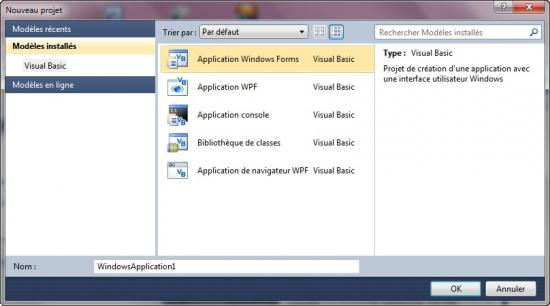 Nouveau projet
Modèles récents
Modèles installés
Visual Basic
Modèles en ligne
Trier par : Par défaut
Rechercher Modèles installés
Application Windows Forms Visual Basic
Application WPF Visual Basic
Application console Visual Basic
Bibliothèque de classes Visual Basic
Application de navigateur WPF Visual Basic
Type : Visual Basic
Projet de création d'une application avec
une interface utilisateur Windows
Nom : WindowsApplication1
OK Annuler